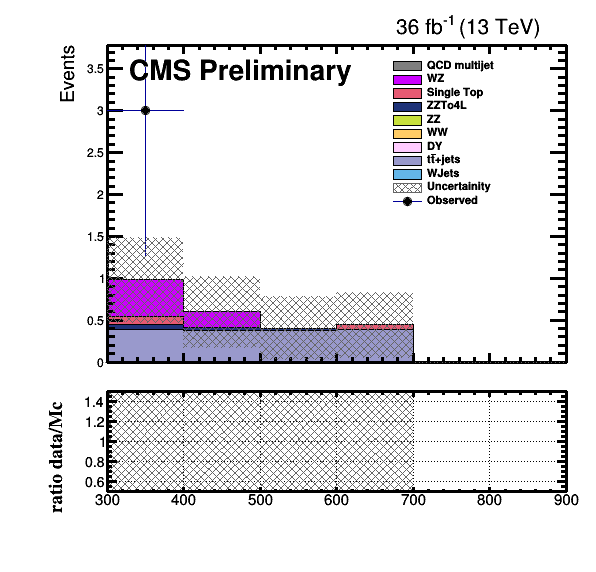 36 fb⁻¹ (13 TeV)
CMS Preliminary
Events
3.5
3
2.5
2
1.5
1
0.5
0
QCD multijet
WZ
Single Top
ZZTo4L
ZZ
WW
DY
tt̄+jets
WJets
Uncertainity
Observed
ratio data/Mc
1.4
1.2
1
0.8
0.6
300 400 500 600 700 800 900